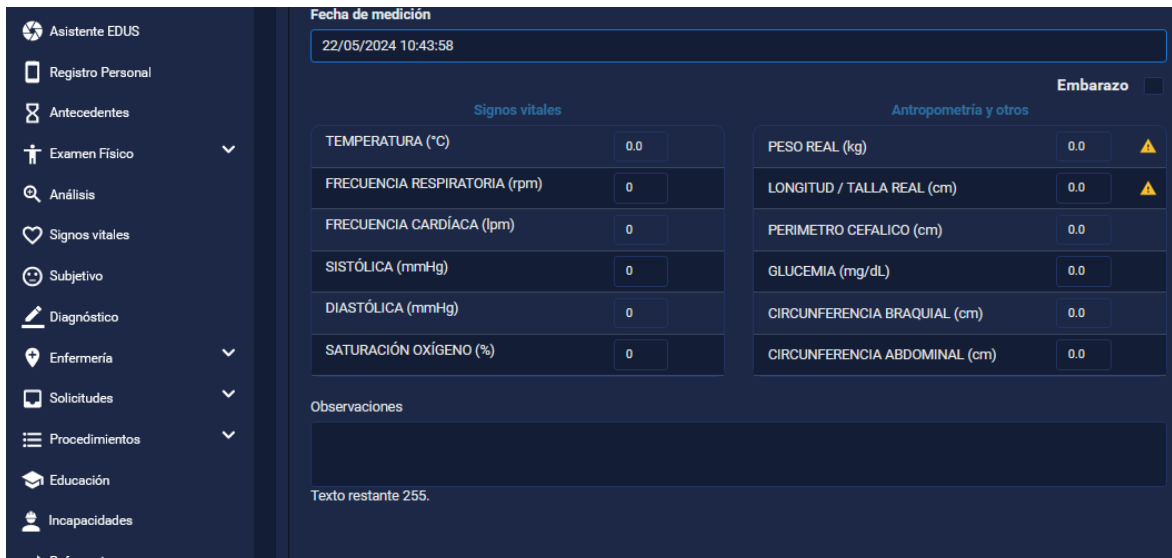 Asistente EDUS
Registro Personal
Antecedentes
Examen Físico
Análisis
Signos vitales
Subjetivo
Diagnóstico
Enfermería
Solicitudes
Procedimientos
Educación
Incapacidades
Fecha de medición
22/05/2024 10:43:58
Embarazo
Signos vitales
TEMPERATURA (°C) 0.0
FRECUENCIA RESPIRATORIA (rpm) 0
FRECUENCIA CARDÍACA (lpm) 0
SISTÓLICA (mmHg) 0
DIASTÓLICA (mmHg) 0
SATURACIÓN OXÍGENO (%) 0
Antropometría y otros
PESO REAL (kg) 0.0
LONGITUD / TALLA REAL (cm) 0.0
PERIMETRO CEFALICO (cm) 0.0
GLUCEMIA (mg/dL) 0.0
CIRCUNFERENCIA BRAQUIAL (cm) 0.0
CIRCUNFERENCIA ABDOMINAL (cm) 0.0
Observaciones
Texto restante 255.